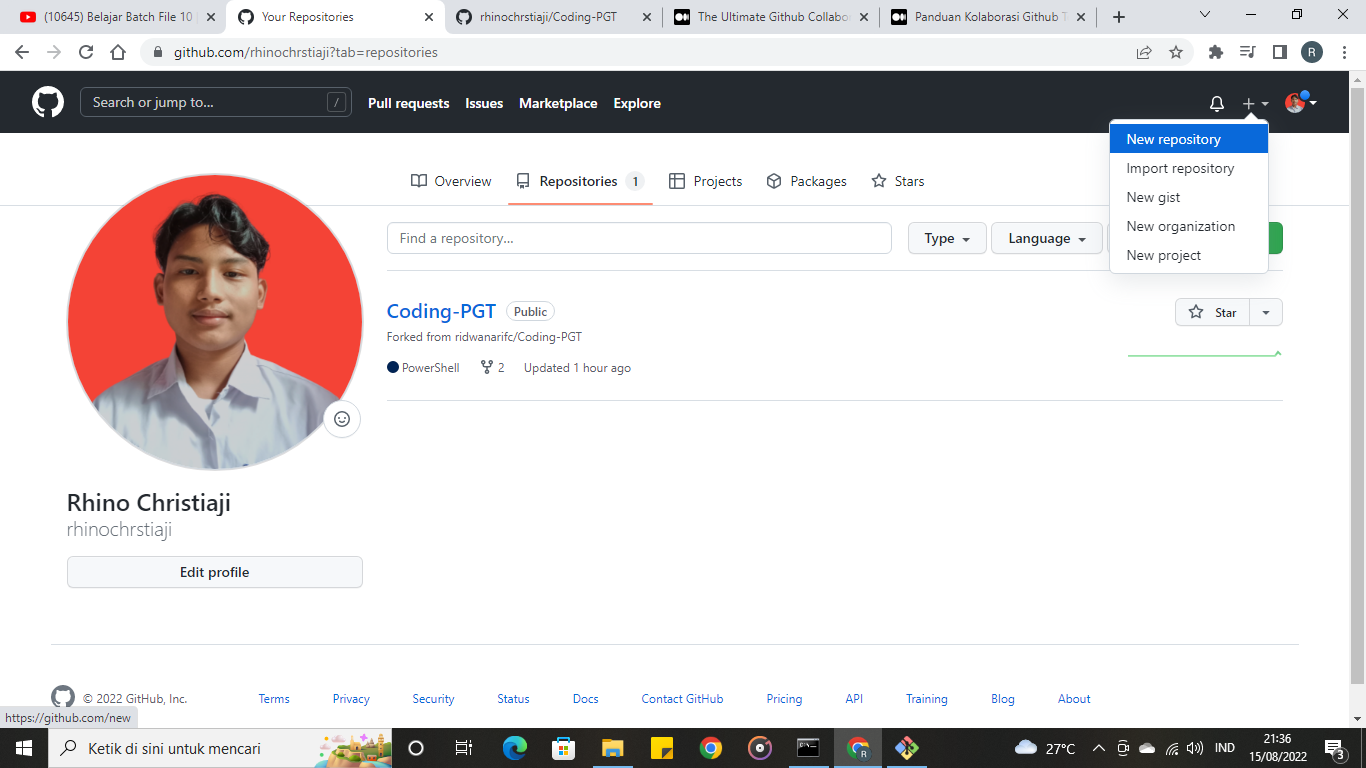 (10645) Belajar Batch File 10
Your Repositories
rhinochrstiaji/Coding-PGT
The Ultimate Github Collabo
Panduan Kolaborasi Github T
github.com/rhinochrstiaji?tab=repositories
R
Search or jump to...
/
Pull requests
Issues
Marketplace
Explore
New repository
Import repository
New gist
New organization
New project
Overview
Repositories 1
Projects
Packages
Stars
Find a repository...
Type
Language
Coding-PGT
Public
Star
Forked from ridwanarifc/Coding-PGT
PowerShell
2
Updated 1 hour ago
Rhino Christiaji
rhinochrstiaji
Edit profile
© 2022 GitHub, Inc.
Terms
Privacy
Security
Status
Docs
Contact GitHub
Pricing
API
Training
Blog
About
https://github.com/new
Ketik di sini untuk mencari
R
27°C
IND
21:36
15/08/2022
3